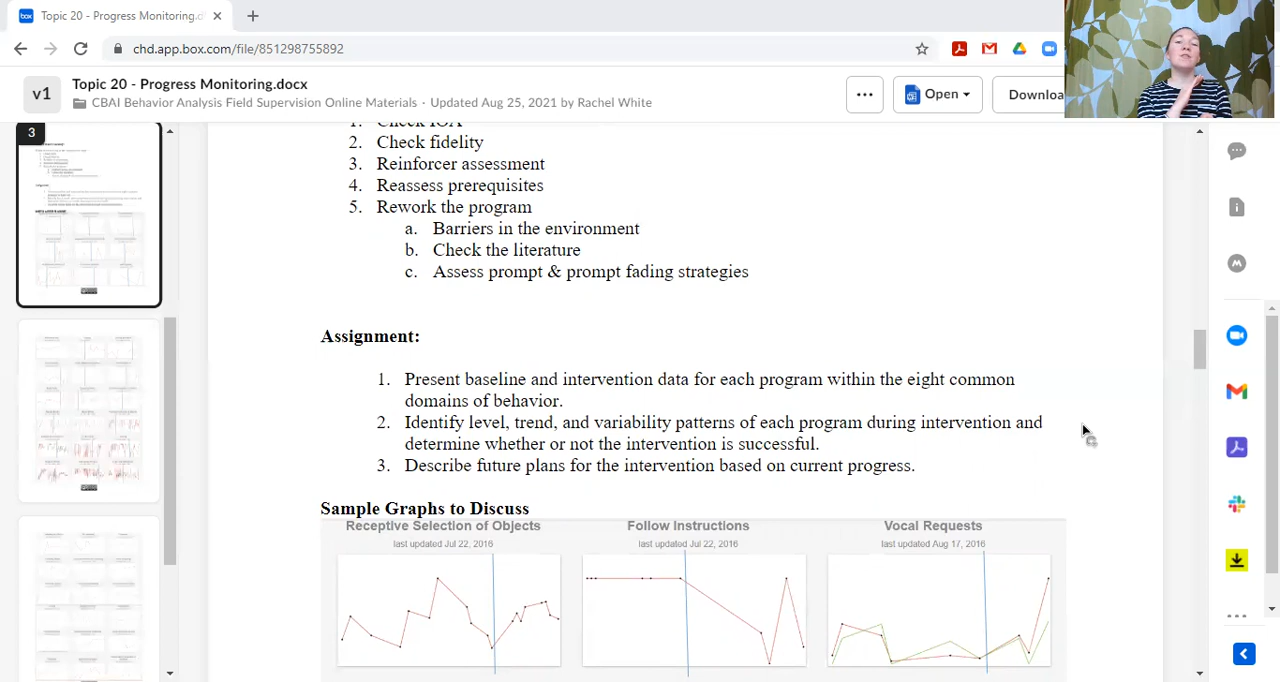 Topic 20 - Progress Monitoring.d
chd.app.box.com/file/851298755892
v1
Topic 20 - Progress Monitoring.docx
CBAI Behavior Analysis Field Supervision Online Materials · Updated Aug 25, 2021 by Rachel White
Open
Downloa
3
1. Check IOA
2. Check fidelity
3. Reinforcer assessment
4. Reassess prerequisites
5. Rework the program
a. Barriers in the environment
b. Check the literature
c. Assess prompt & prompt fading strategies
Assignment:
1. Present baseline and intervention data for each program within the eight common
domains of behavior.
2. Identify level, trend, and variability patterns of each program during intervention and
determine whether or not the intervention is successful.
3. Describe future plans for the intervention based on current progress.
Sample Graphs to Discuss
Receptive Selection of Objects
last updated Jul 22, 2016
Follow Instructions
last updated Jul 22, 2016
Vocal Requests
last updated Aug 17, 2016